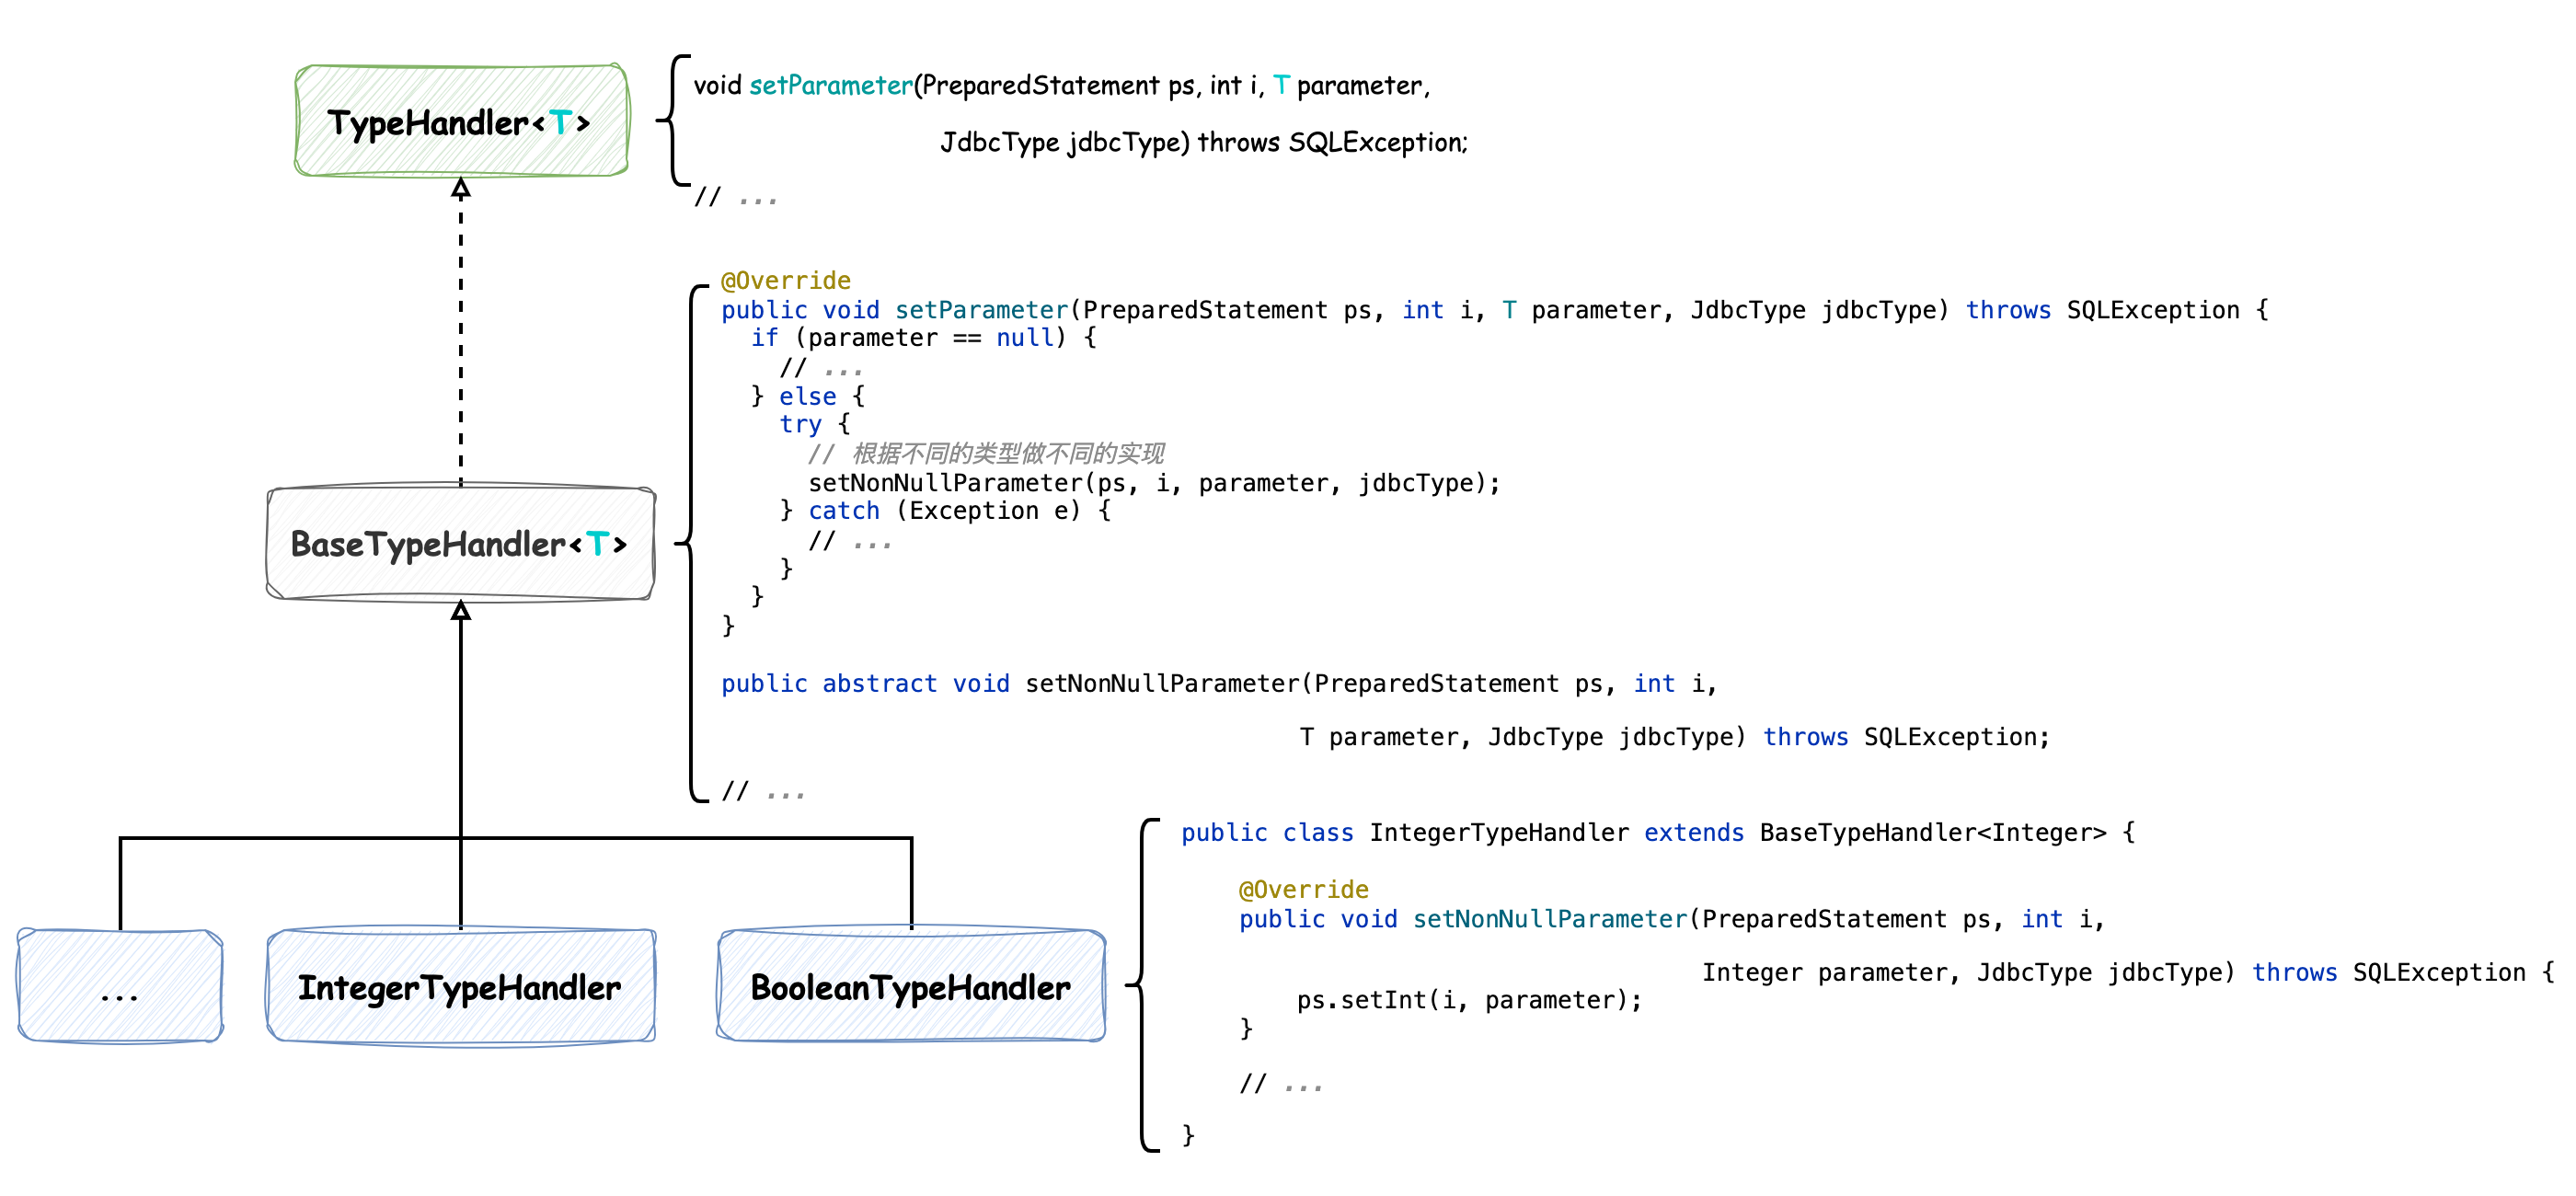 TypeHandler<T>
void setParameter(PreparedStatement ps, int i, T parameter,
JdbcType jdbcType) throws SQLException;
// ...
@Override
public void setParameter(PreparedStatement ps, int i, T parameter, JdbcType jdbcType) throws SQLException {
if (parameter == null) {
// ...
} else {
try {
// 根据不同的类型做不同的实现
setNonNullParameter(ps, i, parameter, jdbcType);
} catch (Exception e) {
// ...
}
}
}
public abstract void setNonNullParameter(PreparedStatement ps, int i,
T parameter, JdbcType jdbcType) throws SQLException;
// ...
BaseTypeHandler<T>
...
IntegerTypeHandler
BooleanTypeHandler
public class IntegerTypeHandler extends BaseTypeHandler<Integer> {
@Override
public void setNonNullParameter(PreparedStatement ps, int i,
Integer parameter, JdbcType jdbcType) throws SQLException {
ps.setInt(i, parameter);
}
// ...
}